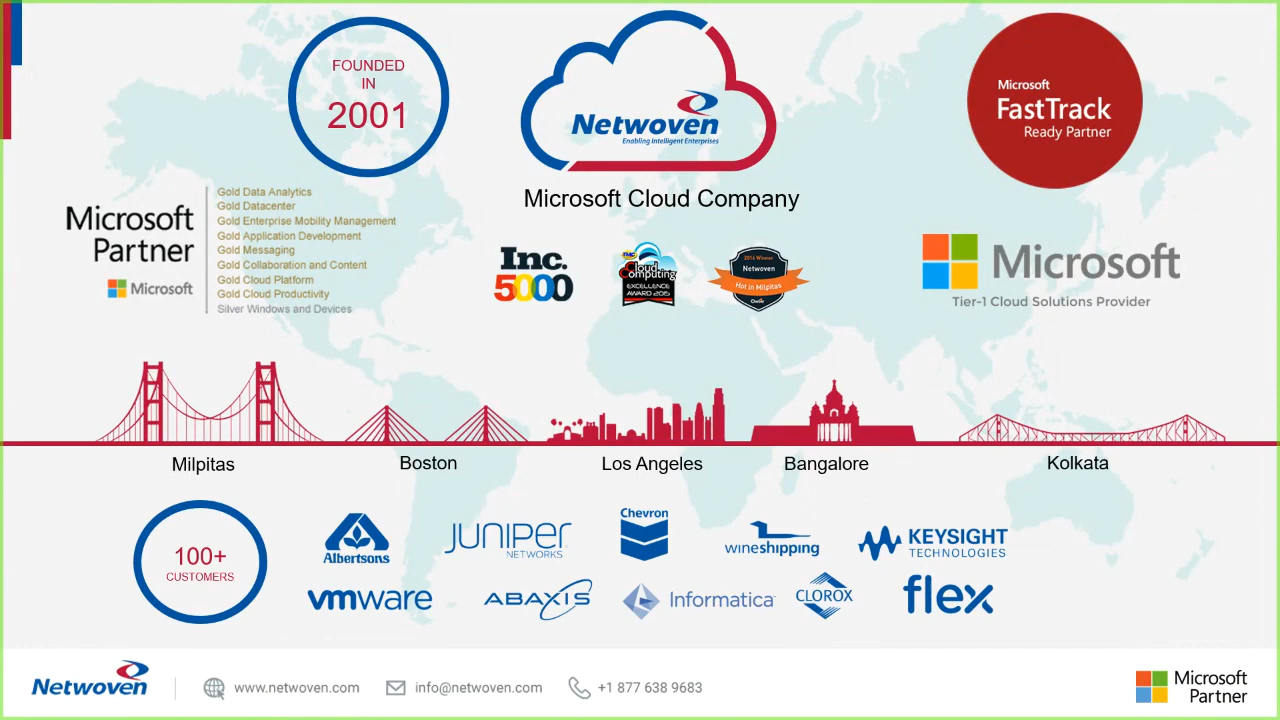 FOUNDED
IN
2001
Netwoven
Enabling Intelligent Enterprises
Microsoft Cloud Company
Microsoft
FastTrack
Ready Partner
Microsoft
Partner
Microsoft
Gold Data Analytics
Gold Datacenter
Gold Enterprise Mobility Management
Gold Application Development
Gold Messaging
Gold Collaboration and Content
Gold Cloud Platform
Gold Cloud Productivity
Silver Windows and Devices
Inc.
5000
TMC
Cloud
Computing
EXCELLENCE
AWARD 2015
2016 Winner
Netwoven
Hot in Milpitas
Owler
Microsoft
Tier-1 Cloud Solutions Provider
Milpitas
Boston
Los Angeles
Bangalore
Kolkata
100+
CUSTOMERS
Albertsons
JUNIPER
NETWORKS
Chevron
wineshipping
KEYSIGHT
TECHNOLOGIES
vmware
ABAXIS
Informatica
CLOROX
flex
Netwoven
www.netwoven.com
info@netwoven.com
+1 877 638 9683
Microsoft
Partner